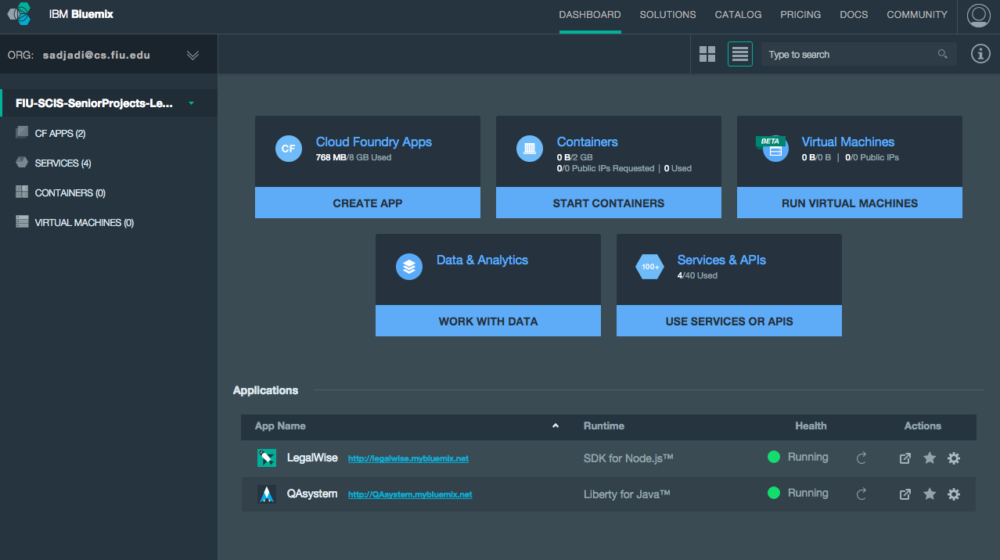 IBM Bluemix
DASHBOARD SOLUTIONS CATALOG PRICING DOCS COMMUNITY
ORG: sadjadi@cs.fiu.edu
Type to search
FIU-SCIS-SeniorProjects-Le...
CF APPS (2)
SERVICES (4)
CONTAINERS (0)
VIRTUAL MACHINES (0)
CF
Cloud Foundry Apps
768 MB/8 GB Used
CREATE APP
Containers
0 B/2 GB
0/0 Public IPs Requested | 0 Used
START CONTAINERS
BETA
Virtual Machines
0 B/0 B | 0/0 Public IPs
RUN VIRTUAL MACHINES
Data & Analytics
WORK WITH DATA
100+
Services & APIs
4/40 Used
USE SERVICES OR APIS
Applications
App Name Runtime Health Actions
LegalWise http://legalwise.mybluemix.net SDK for Node.js™ Running
QAsystem http://QAsystem.mybluemix.net Liberty for Java™ Running